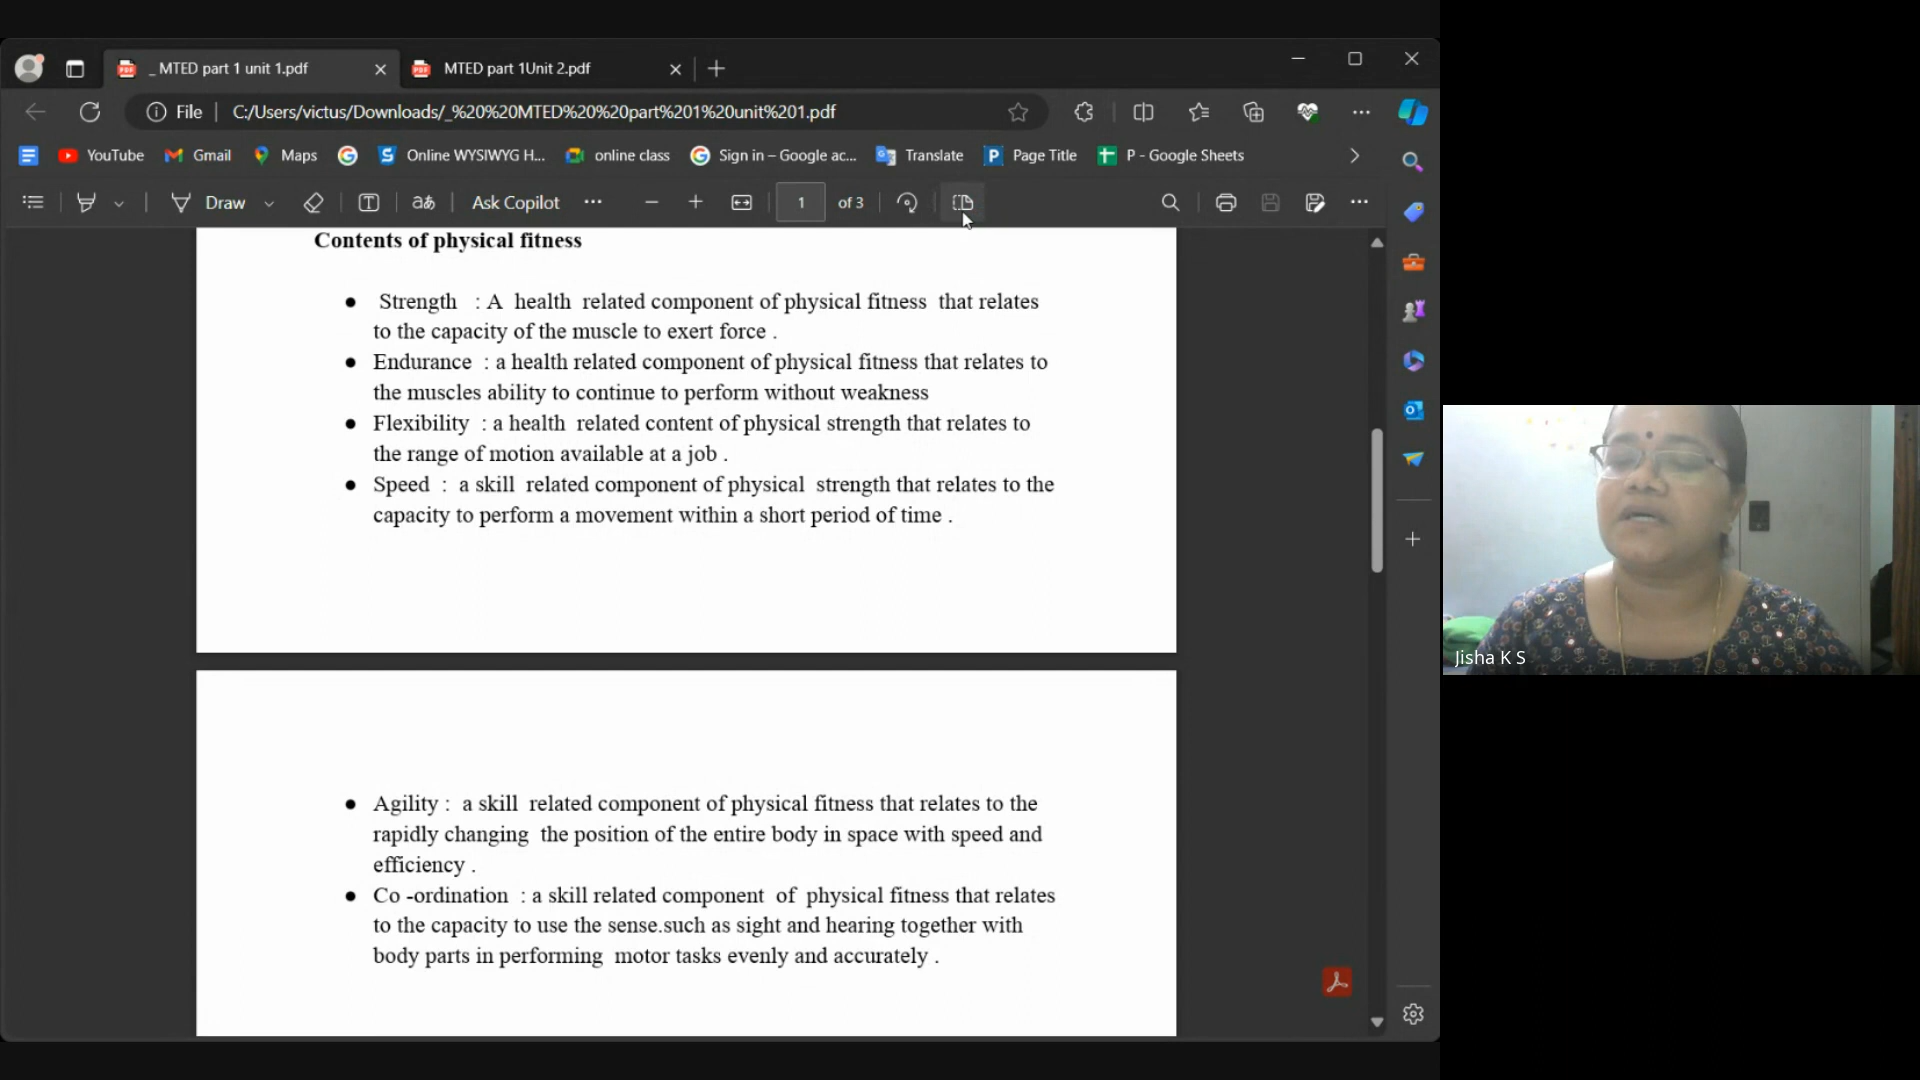 _ MTED part 1 unit 1.pdf
MTED part 1Unit 2.pdf
File
C:/Users/victus/Downloads/_%20%20MTED%20%20part%201%20unit%201.pdf
YouTube
Gmail
Maps
Online WYSIWYG H...
online class
Sign in – Google ac...
Translate
Page Title
P - Google Sheets
Draw
aあ
Ask Copilot
1
of 3
Contents of physical fitness
● Strength : A health related component of physical fitness that relates
to the capacity of the muscle to exert force .
● Endurance : a health related component of physical fitness that relates to
the muscles ability to continue to perform without weakness
● Flexibility : a health related content of physical strength that relates to
the range of motion available at a job .
● Speed : a skill related component of physical strength that relates to the
capacity to perform a movement within a short period of time .
● Agility : a skill related component of physical fitness that relates to the
rapidly changing the position of the entire body in space with speed and
efficiency .
● Co -ordination : a skill related component of physical fitness that relates
to the capacity to use the sense.such as sight and hearing together with
body parts in performing motor tasks evenly and accurately .
Jisha K S